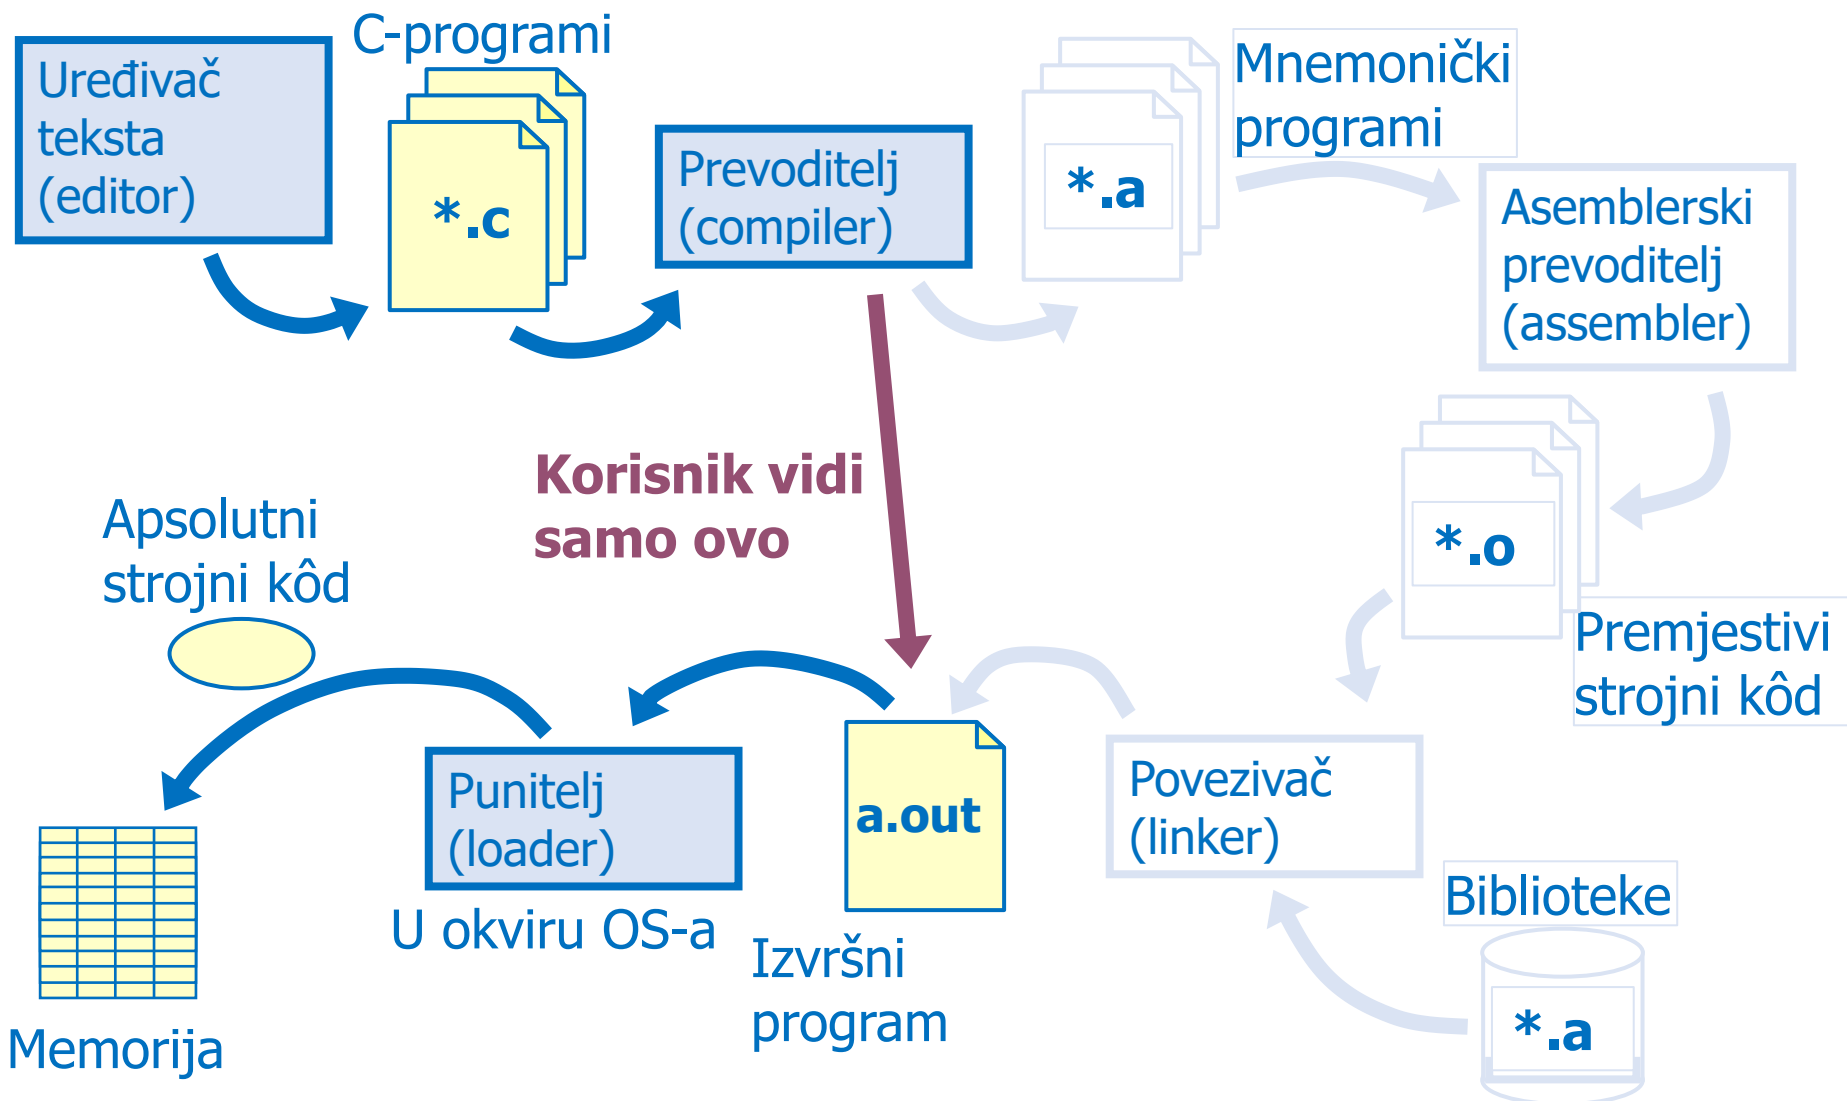 C-programi
Uređivač
teksta
(editor)
*.c
Prevoditelj
(compiler)
*.a
Mnemonički
programi
Asemblerski
prevoditelj
(assembler)
*.o
Premjestivi
strojni kôd
Korisnik vidi
samo ovo
Apsolutni
strojni kôd
Punitelj
(loader)
U okviru OS-a
a.out
Izvršni
program
Povezivač
(linker)
Biblioteke
*.a
Memorija